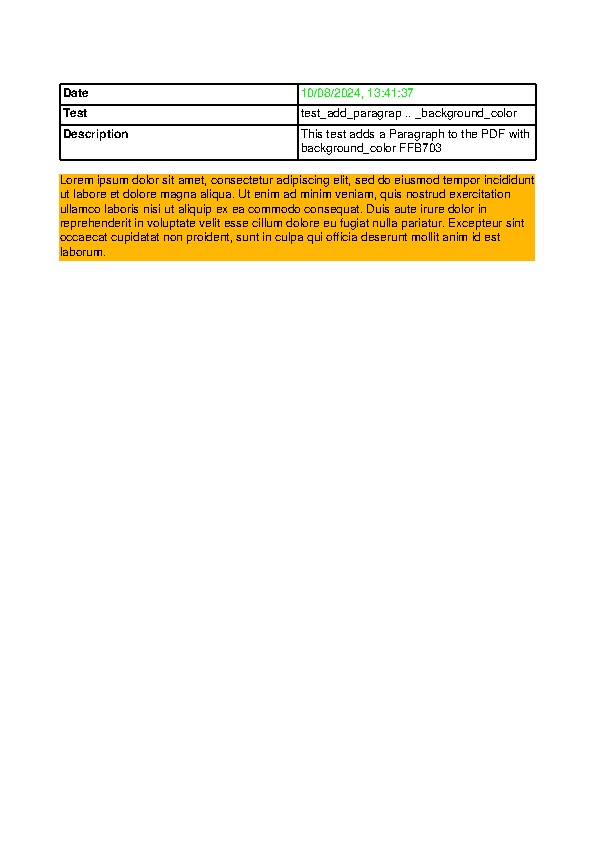 Date 10/08/2024, 13:41:37
Test test_add_paragrap .. _background_color
Description This test adds a Paragraph to the PDF with
background_color FFB703
Lorem ipsum dolor sit amet, consectetur adipiscing elit, sed do eiusmod tempor incididunt
ut labore et dolore magna aliqua. Ut enim ad minim veniam, quis nostrud exercitation
ullamco laboris nisi ut aliquip ex ea commodo consequat. Duis aute irure dolor in
reprehenderit in voluptate velit esse cillum dolore eu fugiat nulla pariatur. Excepteur sint
occaecat cupidatat non proident, sunt in culpa qui officia deserunt mollit anim id est
laborum.